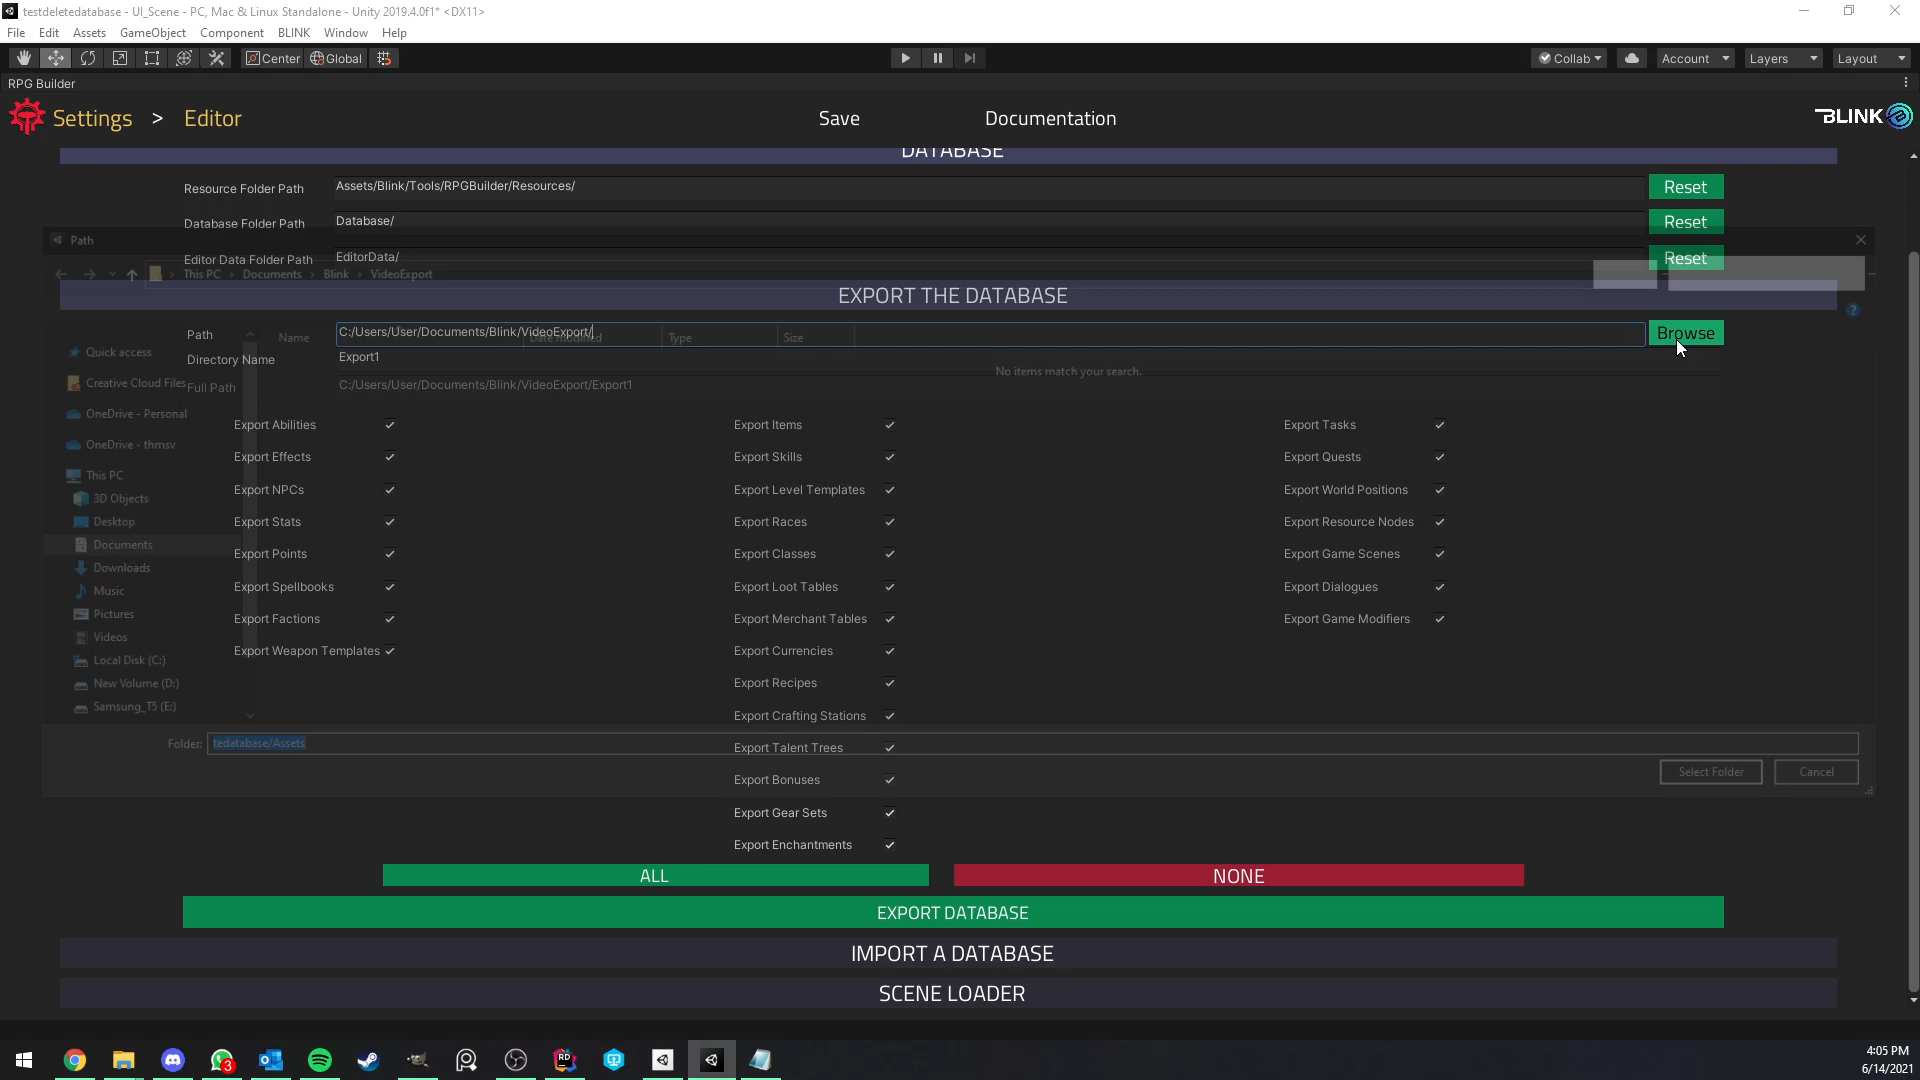 testdeletedatabase - UI_Scene - PC, Mac & Linux Standalone - Unity 2019.4.0f1* <DX11>
File Edit Assets GameObject Component BLINK Window Help
Center Global Collab Account Layers Layout
RPG Builder
Settings > Editor Save Documentation BLINK
DATABASE
Resource Folder Path Assets/Blink/Tools/RPGBuilder/Resources/ Reset
Database Folder Path Database/ Reset
Path
Editor Data Folder Path EditorData/ Reset
This PC > Documents > Blink > VideoExport
EXPORT THE DATABASE
Path C:/Users/User/Documents/Blink/VideoExport/ Browse
Name Date modified Type Size
Quick access
Directory Name Export1
No items match your search.
Creative Cloud Files
Full Path C:/Users/User/Documents/Blink/VideoExport/Export1
OneDrive - Personal
Export Abilities Export Items Export Tasks
OneDrive - thmsv
Export Effects Export Skills Export Quests
This PC
Export NPCs Export Level Templates Export World Positions
3D Objects
Desktop
Export Stats Export Races Export Resource Nodes
Documents
Export Points Export Classes Export Game Scenes
Downloads
Music
Export Spellbooks Export Loot Tables Export Dialogues
Pictures
Export Factions Export Merchant Tables Export Game Modifiers
Videos
Export Weapon Templates Export Currencies
Local Disk (C:)
New Volume (D:)
Export Recipes
Samsung_T5 (E:)
Export Crafting Stations
Folder: tedatabase/Assets
Export Talent Trees
Select Folder Cancel
Export Bonuses
Export Gear Sets
Export Enchantments
ALL NONE
EXPORT DATABASE
IMPORT A DATABASE
SCENE LOADER
3
RD
4:05 PM
6/14/2021